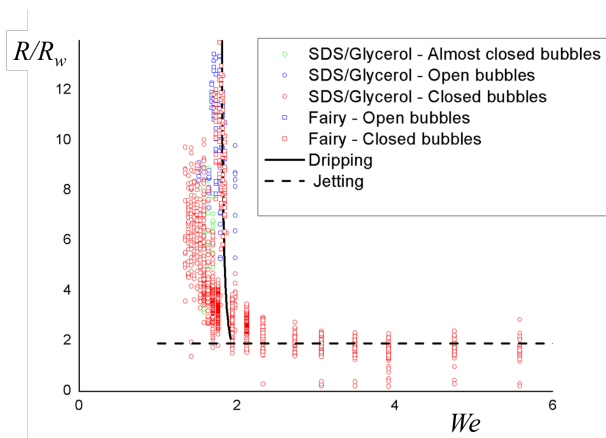 R/R_w
SDS/Glycerol - Almost closed bubbles
SDS/Glycerol - Open bubbles
SDS/Glycerol - Closed bubbles
Fairy - Open bubbles
Fairy - Closed bubbles
Dripping
Jetting
12
10
8
6
4
2
0
0 2 4 6
We